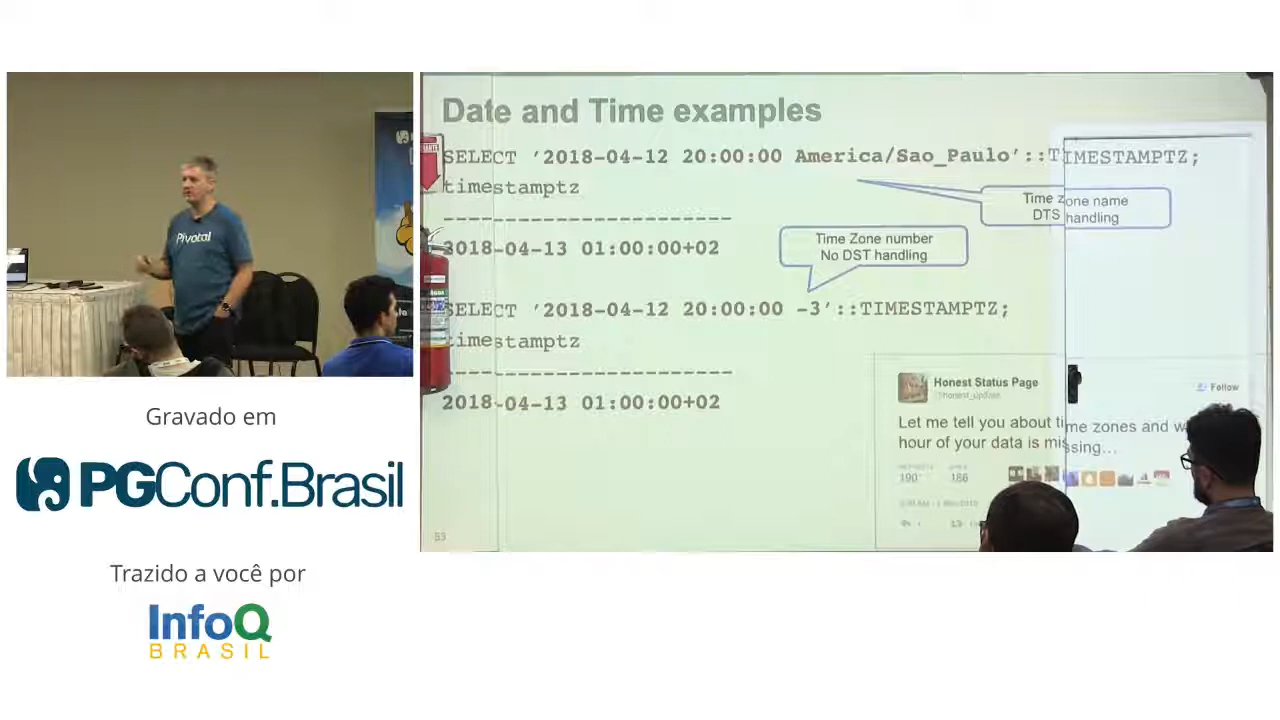 Pivotal
Gravado em
PGConf.Brasil
Trazido a você por
InfoQ
BRASIL
Date and Time examples
SELECT ‘2018-04-12 20:00:00 America/Sao_Paulo’::TIMESTAMPTZ;
timestamptz
-----------------------
2018-04-13 01:00:00+02
Time zone name
DTS handling
Time Zone number
No DST handling
SELECT ‘2018-04-12 20:00:00 -3’::TIMESTAMPTZ;
timestamptz
-----------------------
2018-04-13 01:00:00+02
Honest Status Page
@honest_update
Follow
Let me tell you about time zones and w
hour of your data is missing...
190
186
53